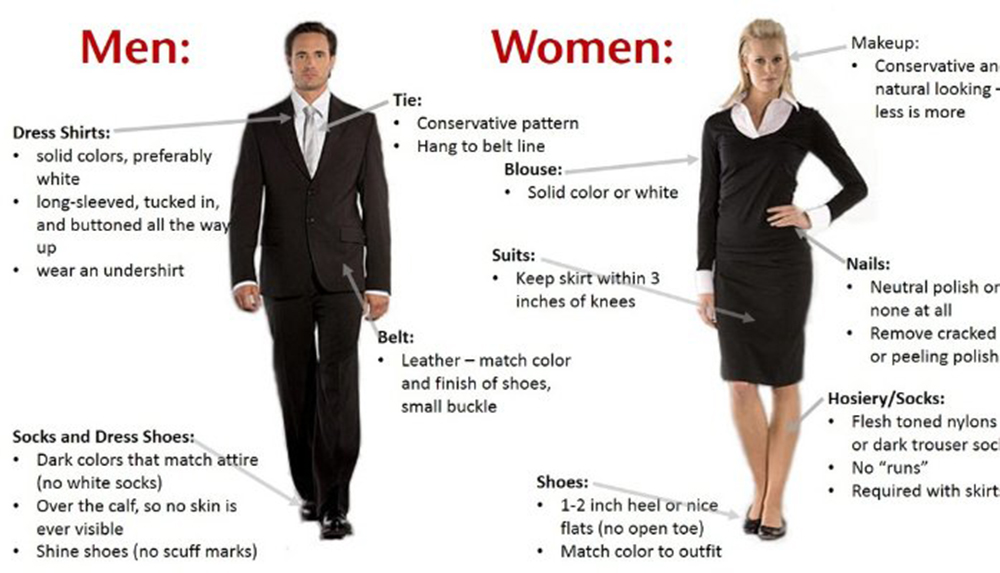 Men:
Dress Shirts:
• solid colors, preferably
white
• long-sleeved, tucked in,
and buttoned all the way
up
• wear an undershirt
Tie:
• Conservative pattern
• Hang to belt line
Belt:
• Leather – match color
and finish of shoes,
small buckle
Socks and Dress Shoes:
• Dark colors that match attire
(no white socks)
• Over the calf, so no skin is
ever visible
• Shine shoes (no scuff marks)
Women:
Makeup:
• Conservative an
natural looking -
less is more
Blouse:
• Solid color or white
Suits:
• Keep skirt within 3
inches of knees
Nails:
• Neutral polish or
none at all
• Remove cracked
or peeling polish
Hosiery/Socks:
• Flesh toned nylons
or dark trouser soc
• No “runs”
• Required with skirt
Shoes:
• 1-2 inch heel or nice
flats (no open toe)
• Match color to outfit